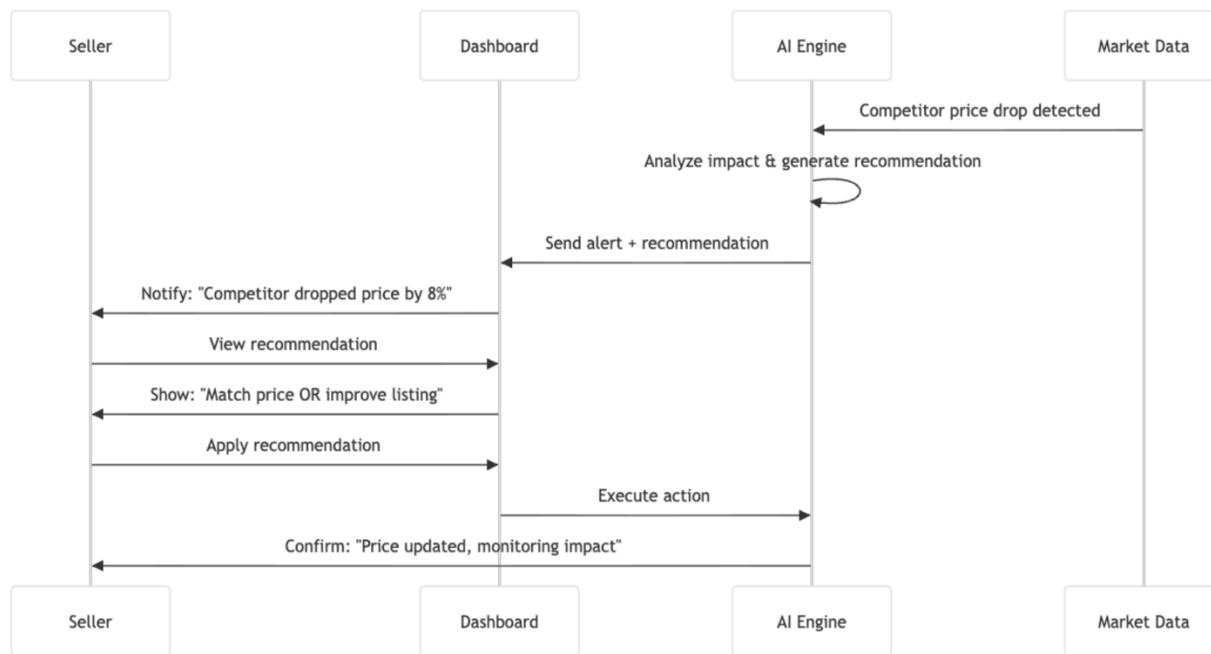 Seller
Dashboard
AI Engine
Market Data
Competitor price drop detected
Analyze impact & generate recommendation
Send alert + recommendation
Notify: "Competitor dropped price by 8%"
View recommendation
Show: "Match price OR improve listing"
Apply recommendation
Execute action
Confirm: "Price updated, monitoring impact"
Seller
Dashboard
AI Engine
Market Data